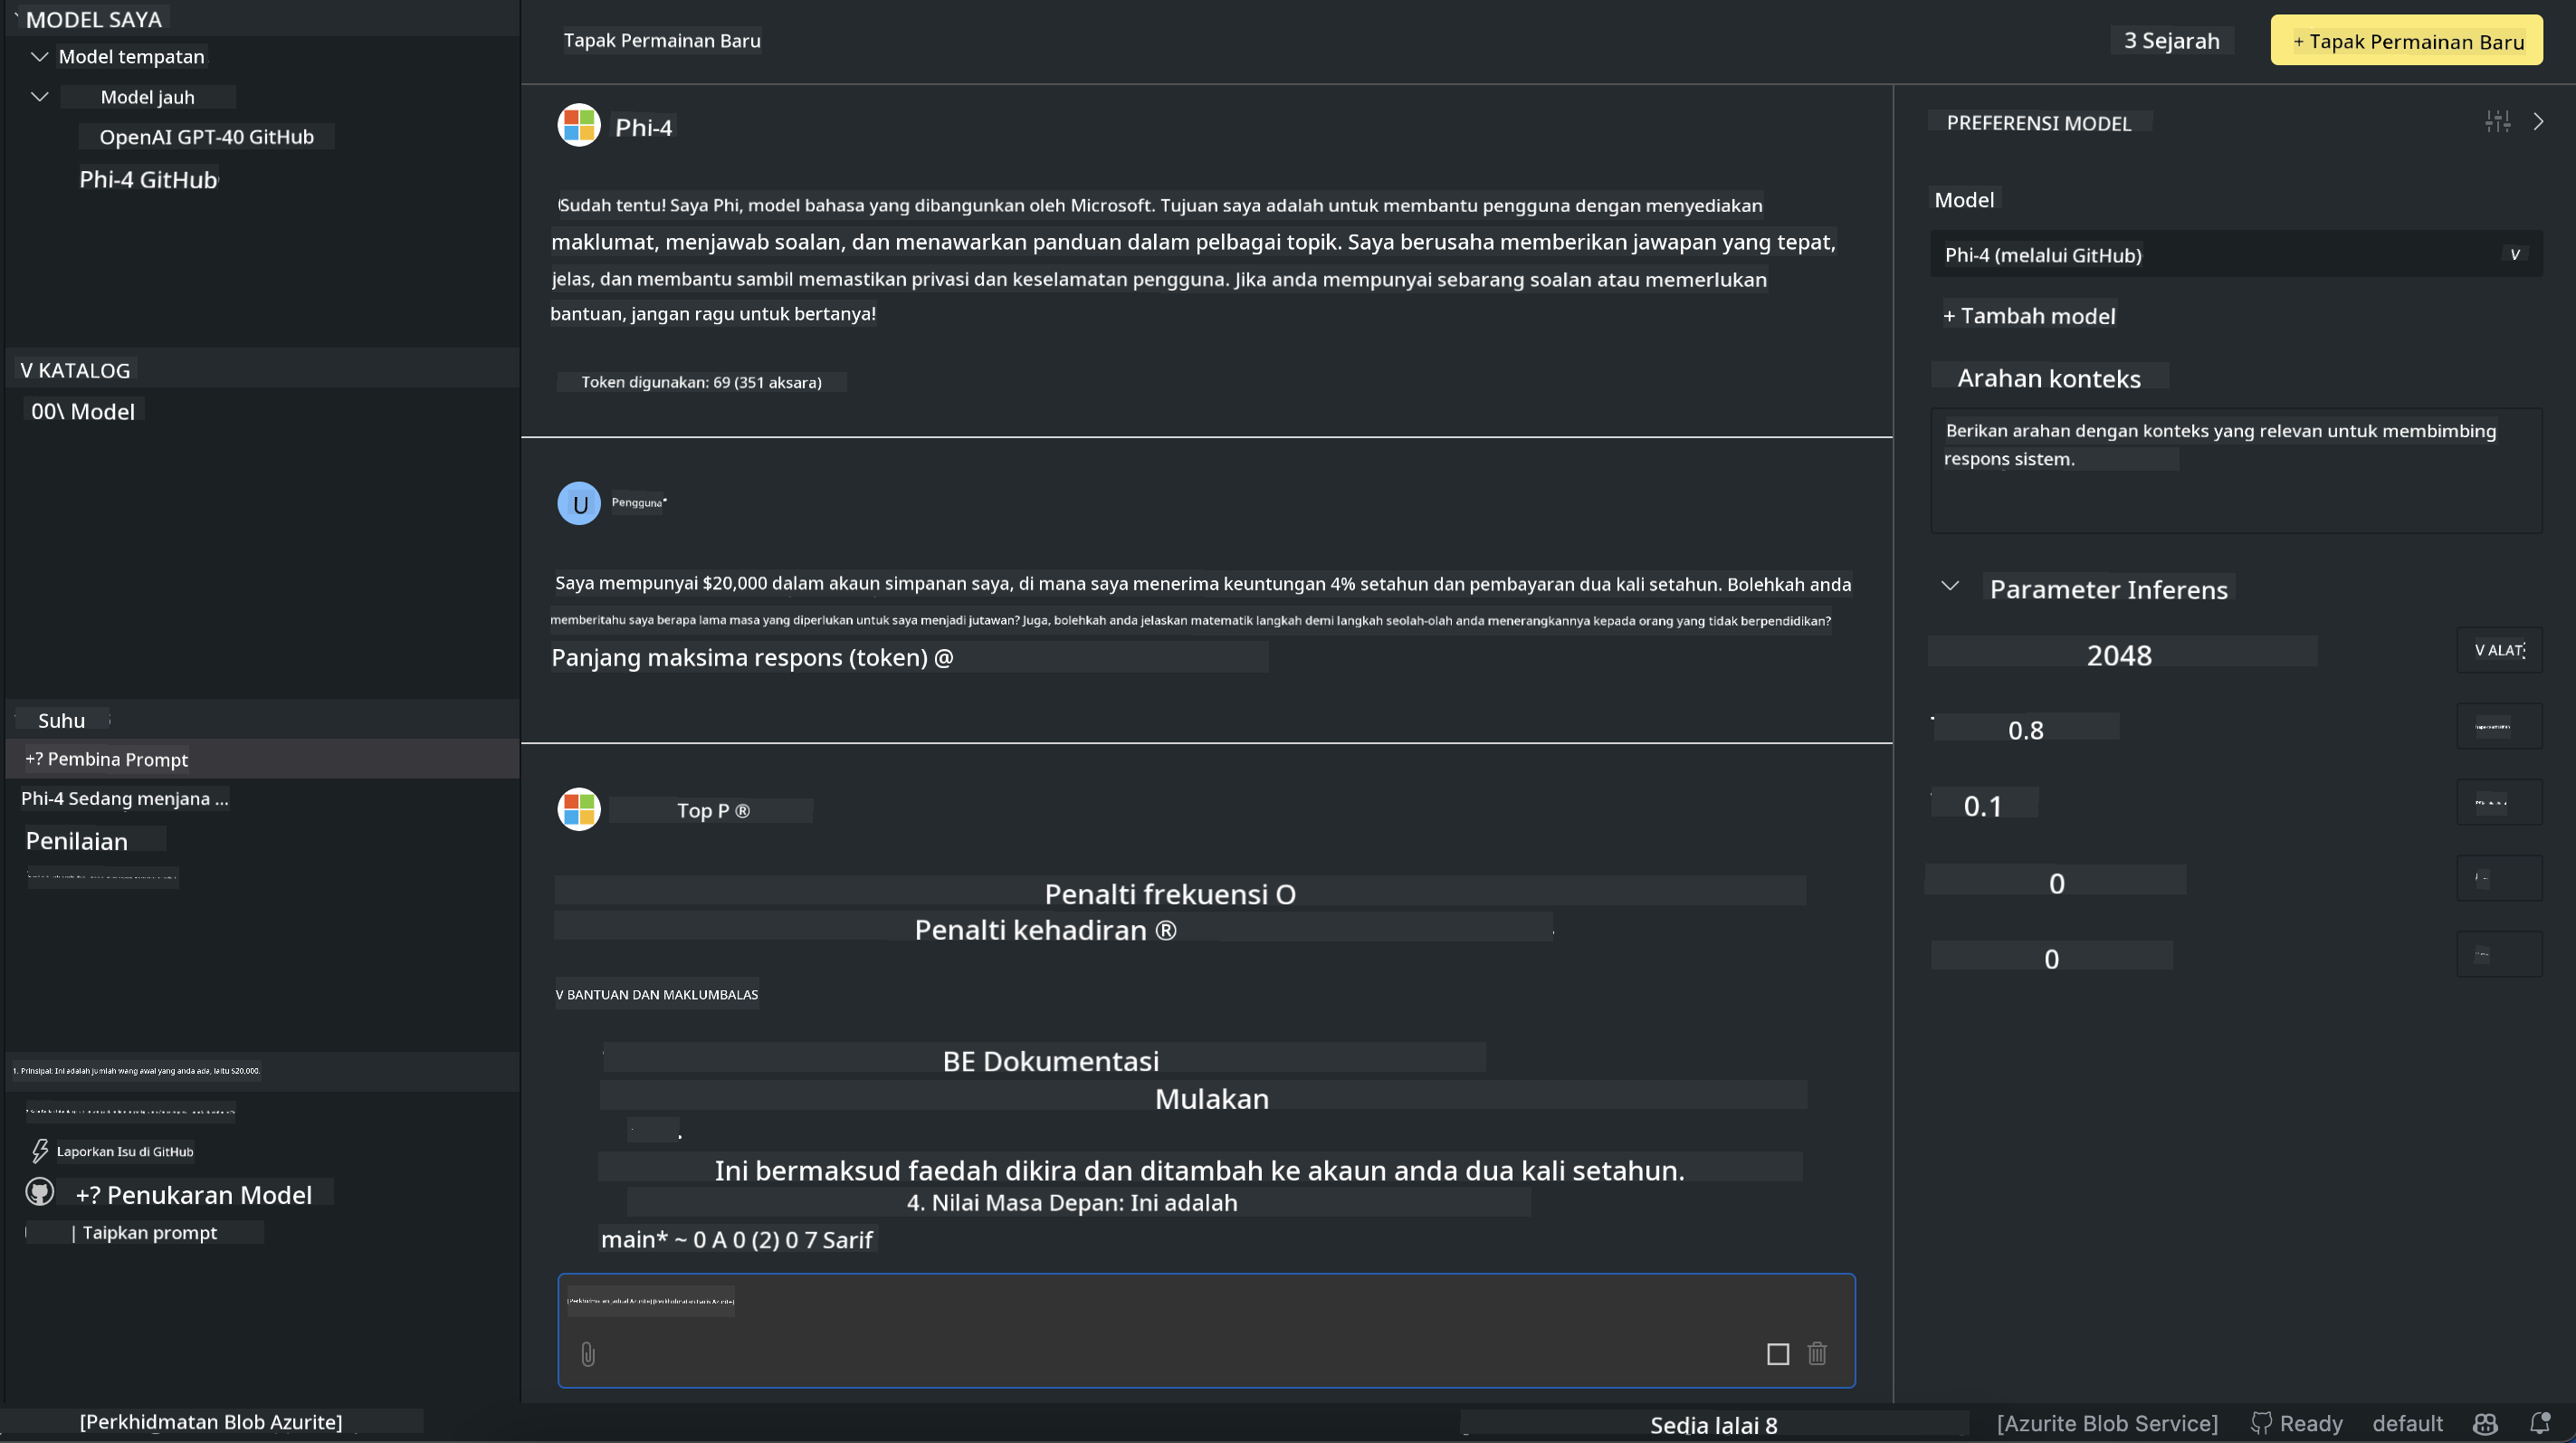 MODEL SAYA
Model tempatan
Model jauh
OpenAI GPT-40 GitHub
Phi-4 GitHub
V KATALOG
00\ Model
Suhu
+? Pembina Prompt
Phi-4 Sedang menjana ...
Penilaian
1. Prinsipal: Ini adalah jumlah wang awal yang anda ada, iaitu $20,000.
Laporkan Isu di GitHub
+? Penukaran Model
| Taipkan prompt
Tapak Permainan Baru
3 Sejarah
+ Tapak Permainan Baru
Phi-4
Sudah tentu! Saya Phi, model bahasa yang dibangunkan oleh Microsoft. Tujuan saya adalah untuk membantu pengguna dengan menyediakan
maklumat, menjawab soalan, dan menawarkan panduan dalam pelbagai topik. Saya berusaha memberikan jawapan yang tepat,
jelas, dan membantu sambil memastikan privasi dan keselamatan pengguna. Jika anda mempunyai sebarang soalan atau memerlukan
bantuan, jangan ragu untuk bertanya!
Token digunakan: 69 (351 aksara)
U Pengguna
Saya mempunyai $20,000 dalam akaun simpanan saya, di mana saya menerima keuntungan 4% setahun dan pembayaran dua kali setahun. Bolehkah anda
memberitahu saya berapa lama masa yang diperlukan untuk saya menjadi jutawan? Juga, bolehkah anda jelaskan matematik langkah demi langkah seolah-olah anda menerangkannya kepada orang yang tidak berpendidikan?
Panjang maksima respons (token) @
Top P ®
Penalti frekuensi O
Penalti kehadiran ®
V BANTUAN DAN MAKLUMBALAS
BE Dokumentasi
Mulakan
Ini bermaksud faedah dikira dan ditambah ke akaun anda dua kali setahun.
4. Nilai Masa Depan: Ini adalah
main* ~ 0 A 0 (2) 0 7 Sarif
PREFERENSI MODEL
Model
Phi-4 (melalui GitHub)
V
+ Tambah model
Arahan konteks
Berikan arahan dengan konteks yang relevan untuk membimbing
respons sistem.
Parameter Inferens
2048
V ALAT
0.8
0.1
0
0
[Perkhidmatan Blob Azurite]
Sedia lalai 8
[Azurite Blob Service]
Ready
default